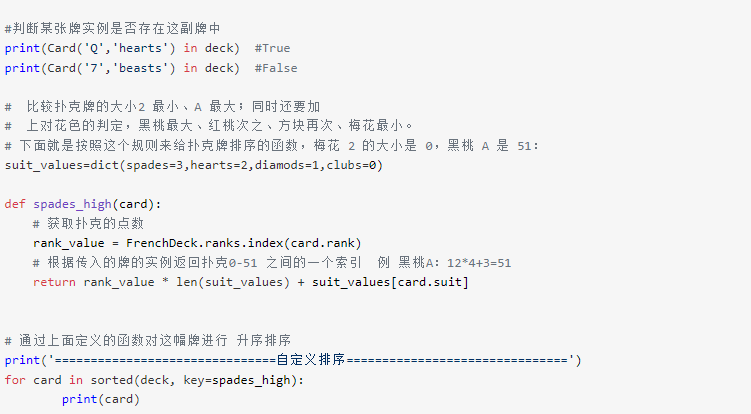 #判断某张牌实例是否存在这副牌中
print(Card('Q','hearts') in deck)  #True
print(Card('7','beasts') in deck)  #False
#  比较扑克牌的大小2 最小、A 最大；同时还要加
#  上对花色的判定，黑桃最大、红桃次之、方块再次、梅花最小。
# 下面就是按照这个规则来给扑克牌排序的函数，梅花 2 的大小是 0，黑桃 A 是 51：
suit_values=dict(spades=3,hearts=2,diamods=1,clubs=0)
def spades_high(card):
    # 获取扑克的点数
    rank_value = FrenchDeck.ranks.index(card.rank)
    # 根据传入的牌的实例返回扑克0-51 之间的一个索引  例 黑桃A：12*4+3=51
    return rank_value * len(suit_values) + suit_values[card.suit]
# 通过上面定义的函数对这幅牌进行 升序排序
print('===============================自定义排序===============================')
for card in sorted(deck, key=spades_high):
        print(card)